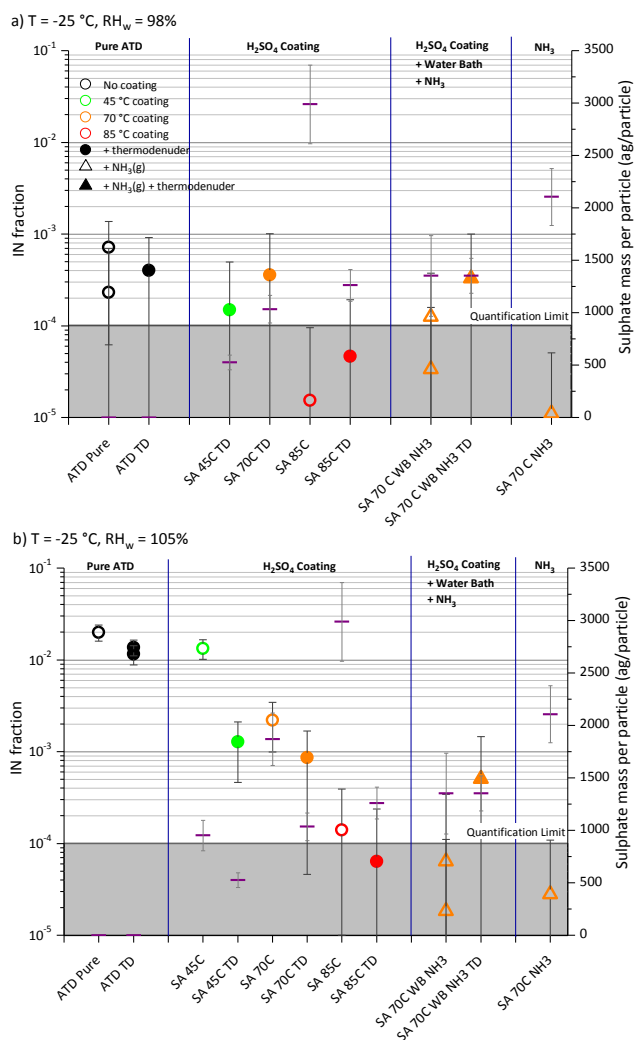 a) T = -25 °C, RHw = 98%
Pure ATD
H2SO4 Coating
H2SO4 Coating
+ Water Bath
+ NH3
NH3
No coating
45 °C coating
70 °C coating
85 °C coating
+ thermodenuder
+ NH3(g)
+ NH3(g) + thermodenuder
Quantification Limit
IN fraction
10-1
10-2
10-3
10-4
10-5
Sulphate mass per particle (ag/particle)
3500
3000
2500
2000
1500
1000
500
0
ATD Pure
ATD TD
SA 45C TD
SA 70C TD
SA 85C
SA 85C TD
SA 70 C WB NH3
SA 70 C WB NH3 TD
SA 70 C NH3
b) T = -25 °C, RHw = 105%
Pure ATD
H2SO4 Coating
H2SO4 Coating
+ Water Bath
+ NH3
NH3
Quantification Limit
IN fraction
10-1
10-2
10-3
10-4
10-5
Sulphate mass per particle (ag/particle)
3500
3000
2500
2000
1500
1000
500
0
ATD Pure
ATD TD
SA 45C
SA 45C TD
SA 70C
SA 70C TD
SA 85C
SA 85C TD
SA 70C WB NH3
SA 70C WB NH3 TD
SA 70C NH3